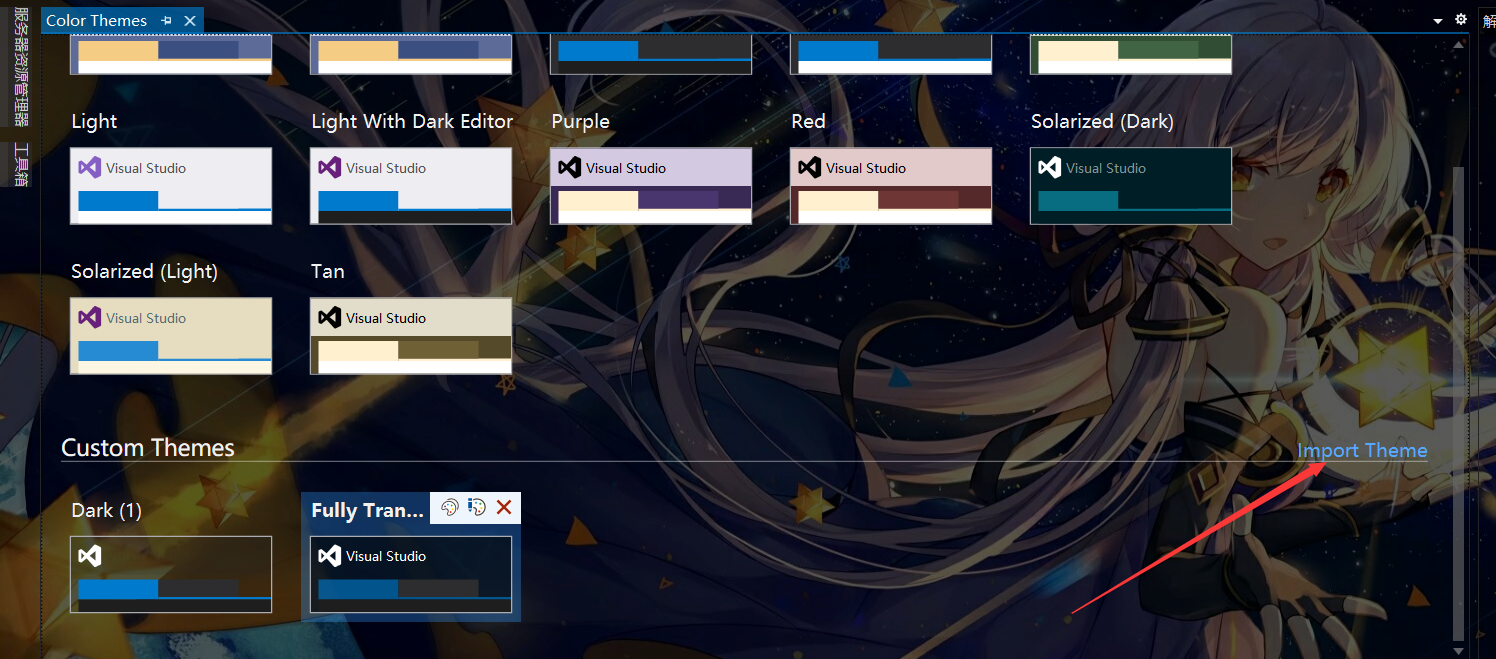 服务器资源管理器
工具箱
Color Themes
解
Light
Light With Dark Editor
Purple
Red
Solarized (Dark)
Visual Studio
Visual Studio
Visual Studio
Visual Studio
Visual Studio
Solarized (Light)
Tan
Visual Studio
Visual Studio
Custom Themes
Import Theme
Dark (1)
Fully Tran...
Visual Studio